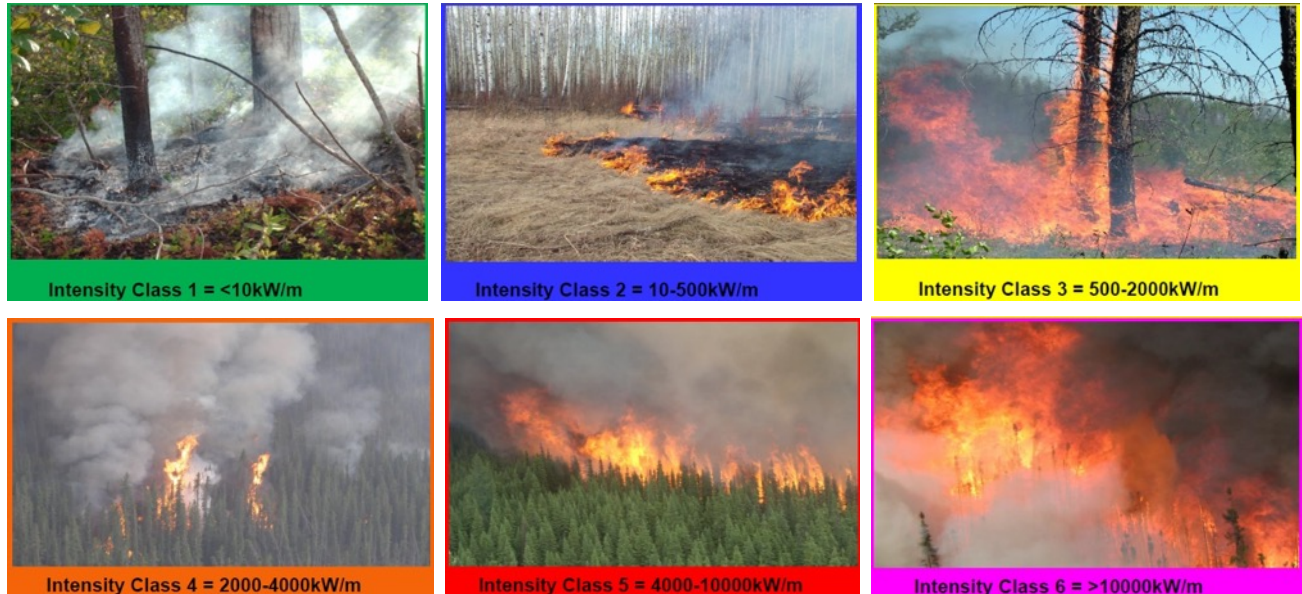 Intensity Class 1 = <10kW/m
Intensity Class 2 = 10-500kW/m
Intensity Class 3 = 500-2000kW/m
Intensity Class 4 = 2000-4000kW/m
Intensity Class 5 = 4000-10000kW/m
Intensity Class 6 = >10000kW/m